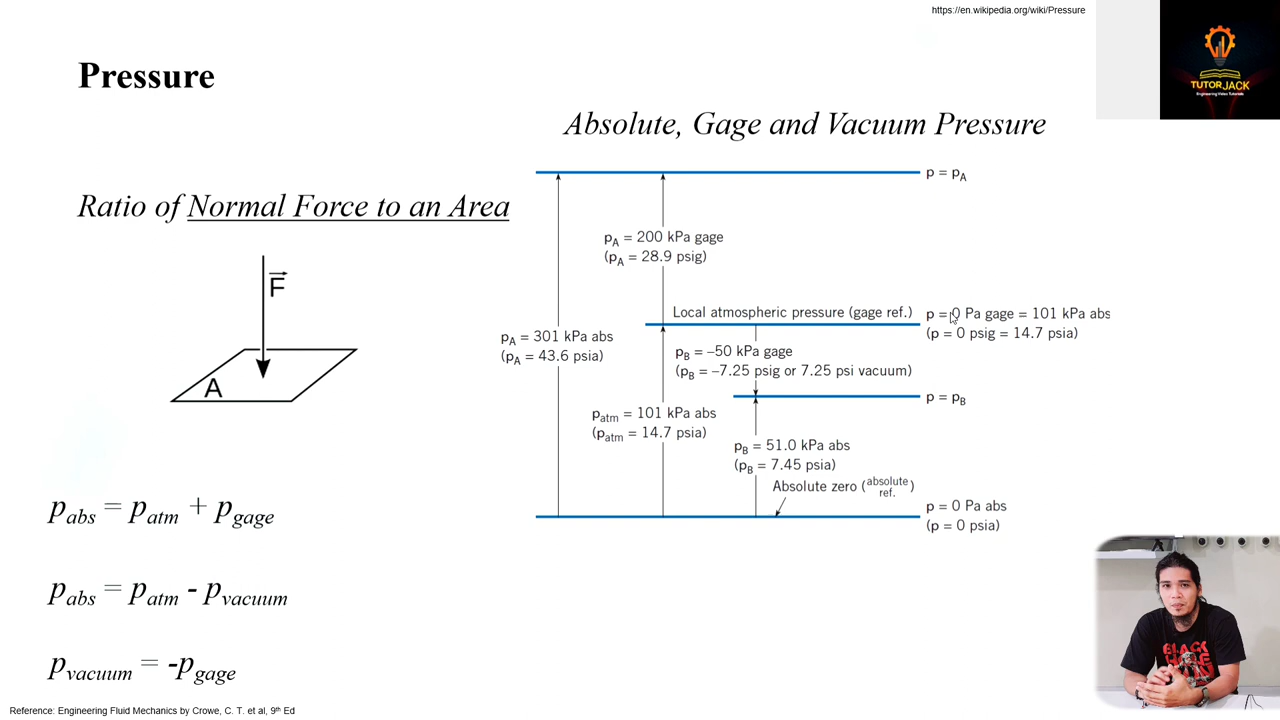 https://en.wikipedia.org/wiki/Pressure
TUTORJACK
Engineering Video Tutorials
Pressure
Absolute, Gage and Vacuum Pressure
Ratio of Normal Force to an Area
F
A
p = pA
pA = 200 kPa gage
(pA = 28.9 psig)
Local atmospheric pressure (gage ref.)
p = 0 Pa gage = 101 kPa abs
(p = 0 psig = 14.7 psia)
pA = 301 kPa abs
(pA = 43.6 psia)
pB = –50 kPa gage
(pB = –7.25 psig or 7.25 psi vacuum)
p = pB
patm = 101 kPa abs
(patm = 14.7 psia)
pB = 51.0 kPa abs
(pB = 7.45 psia)
Absolute zero (absolute ref.)
p = 0 Pa abs
(p = 0 psia)
pabs = patm + pgage
pabs = patm - pvacuum
pvacuum = -pgage
BLACK
Reference: Engineering Fluid Mechanics by Crowe, C. T. et al, 9th Ed